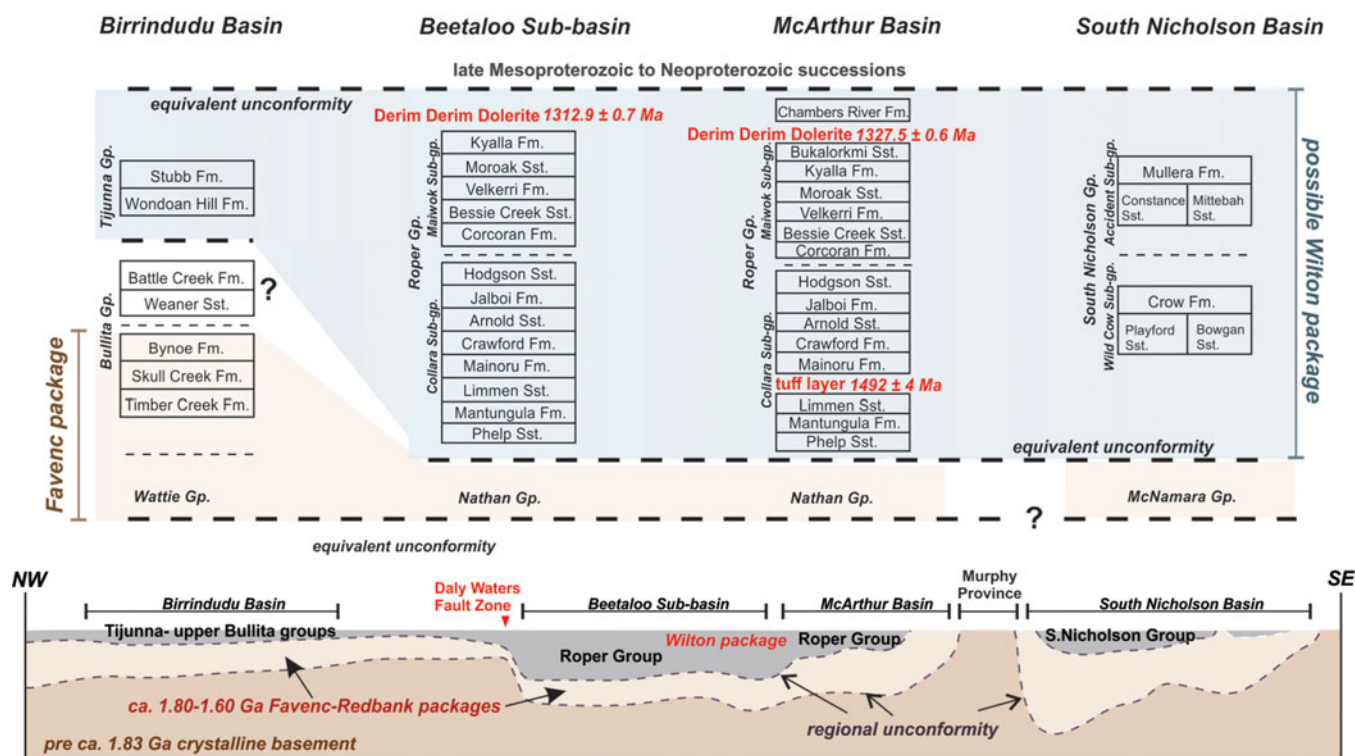 Birrindudu Basin
Beetaloo Sub-basin
McArthur Basin
South Nicholson Basin
late Mesoproterozoic to Neoproterozoic successions
equivalent unconformity
Tijunna Gp.
Stubb Fm.
Wondoan Hill Fm.
Bullita Gp.
Battle Creek Fm.
Weaner Sst.
?
Bynoe Fm.
Skull Creek Fm.
Timber Creek Fm.
Favenc package
Wattie Gp.
Derim Derim Dolerite 1312.9 ± 0.7 Ma
Roper Gp.
Maiwok Sub-gp.
Kyalla Fm.
Moroak Sst.
Velkerri Fm.
Bessie Creek Sst.
Corcoran Fm.
Collara Sub-gp.
Hodgson Sst.
Jalboi Fm.
Arnold Sst.
Crawford Fm.
Mainoru Fm.
Limmen Sst.
Mantungula Fm.
Phelp Sst.
Nathan Gp.
Chambers River Fm.
Derim Derim Dolerite 1327.5 ± 0.6 Ma
Roper Gp.
Maiwok Sub-gp.
Bukalorkmi Sst.
Kyalla Fm.
Moroak Sst.
Velkerri Fm.
Bessie Creek Sst.
Corcoran Fm.
Collara Sub-gp.
Hodgson Sst.
Jalboi Fm.
Arnold Sst.
Crawford Fm.
Mainoru Fm.
tuff layer 1492 ± 4 Ma
Limmen Sst.
Mantungula Fm.
Phelp Sst.
Nathan Gp.
South Nicholson Gp.
Accident Sub-gp.
Mullera Fm.
Constance
Sst.
Mittebah
Sst.
Wild Cow Sub-gp.
Crow Fm.
Playford
Sst.
Bowgan
Sst.
possible Wilton package
equivalent unconformity
McNamara Gp.
?
equivalent unconformity
NW
SE
Birrindudu Basin
Daly Waters
Fault Zone
Beetaloo Sub-basin
McArthur Basin
Murphy
Province
South Nicholson Basin
Tijunna- upper Bullita groups
Roper Group
Wilton package
Roper Group
S.Nicholson Group
ca. 1.80-1.60 Ga Favenc-Redbank packages
regional unconformity
pre ca. 1.83 Ga crystalline basement